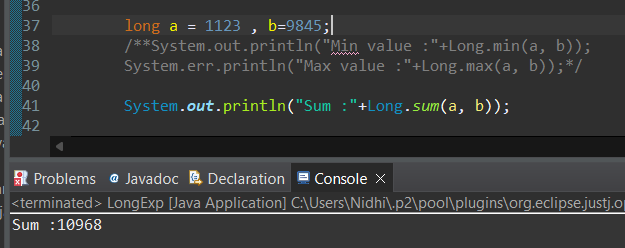 36
37 long a = 1123 , b=9845;
38 /**System.out.println("Min value :"+Long.min(a, b));
39 System.err.println("Max value :"+Long.max(a, b));*/
40
41 System.out.println("Sum :"+Long.sum(a, b));
42
Problems @ Javadoc Declaration Console
<terminated> LongExp [Java Application] C:\Users\Nidhi\.p2\pool\plugins\org.eclipse.justj.o
Sum :10968